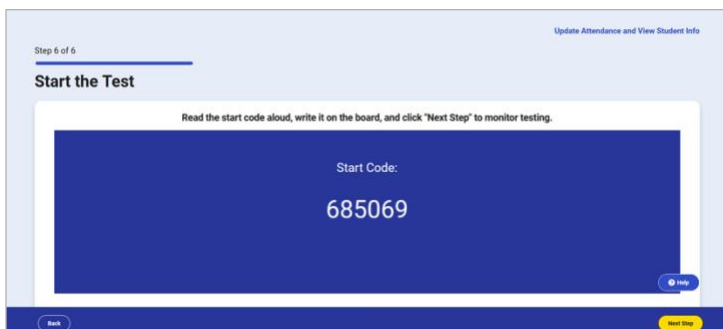 Update Attendance and View Student Info
Step 6 of 6
Start the Test
Read the start code aloud, write it on the board, and click "Next Step" to monitor testing.
Start Code:
685069
Help
Back
Next Step